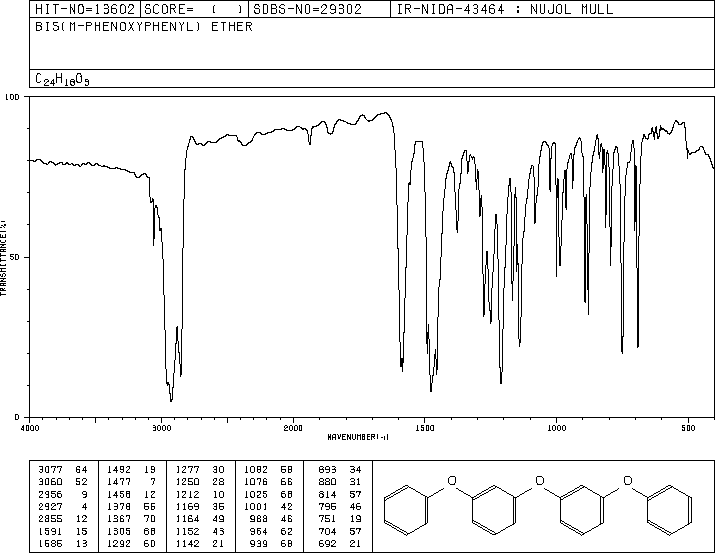 HIT-NO=13602 SCORE= ( ) SDBS-NO=29302 IR-NIDA-43464 : NUJOL MULL
BIS(M-PHENOXYPHENYL) ETHER
C24H18O3
100
TRANSMITTANCE(%)
50
0
4000 3000 2000 1500 1000 500
WAVENUMBER(-1)
3077 64 1492 19 1277 30 1082 68 893 34
3060 52 1477 7 1250 28 1076 66 880 31
2956 9 1458 12 1212 10 1025 68 814 57
2927 4 1378 56 1169 35 1001 42 796 46
2855 12 1367 70 1164 49 988 46 751 19
1591 15 1305 68 1152 43 964 62 704 57
1586 13 1292 60 1142 21 939 68 692 21
O O O